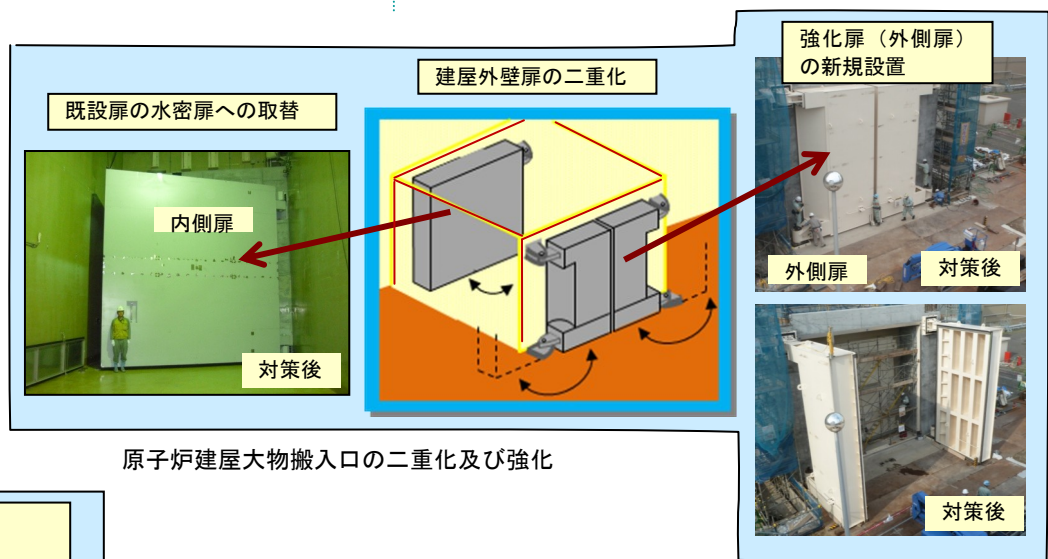 強化扉（外側扉）
の新規設置
建屋外壁扉の二重化
既設扉の水密扉への取替
内側扉
対策後
外側扉
対策後
対策後
原子炉建屋大物搬入口の二重化及び強化